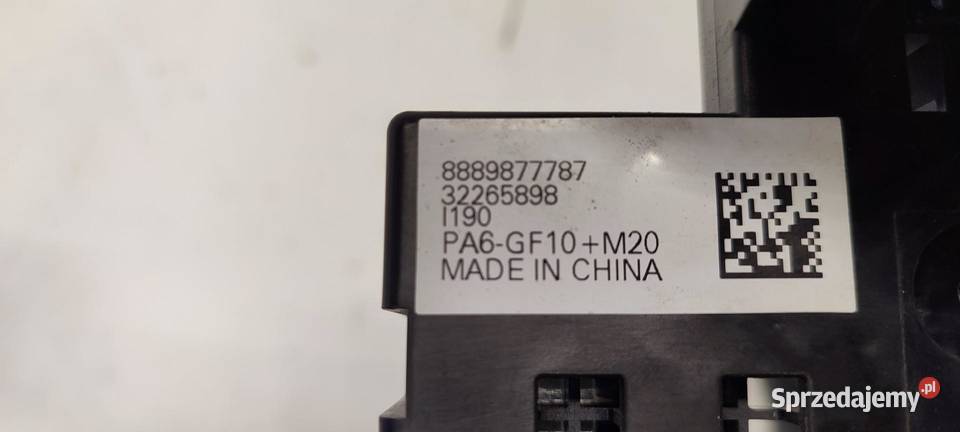 8889877787
32265898
I190
PA6-GF10+M20
MADE IN CHINA
Sprzedajemy.pl